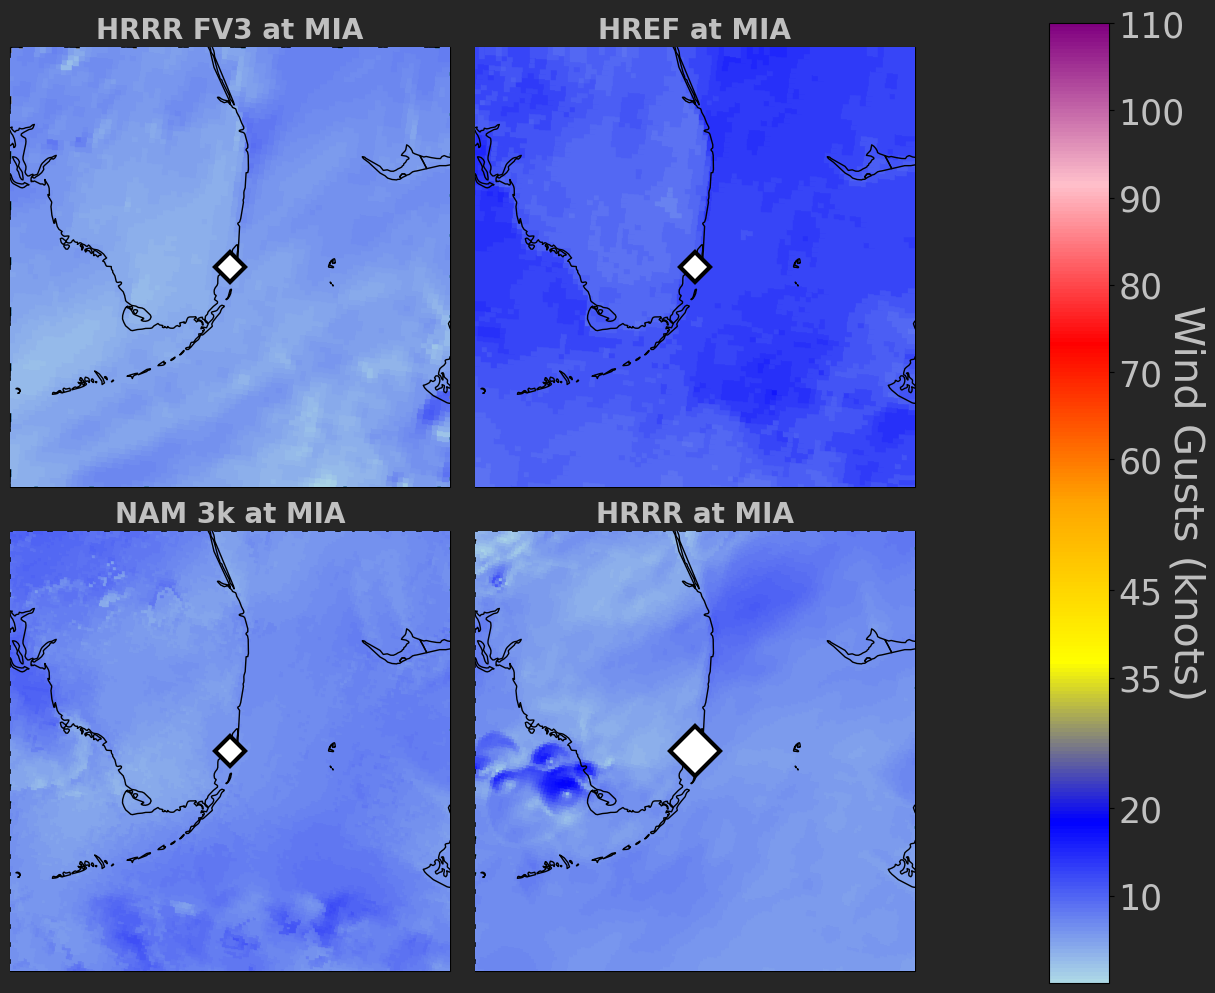 HRRR FV3 at MIA
HREF at MIA
NAM 3k at MIA
HRRR at MIA
110
100
90
80
70
60
45
35
20
10
Wind Gusts (knots)